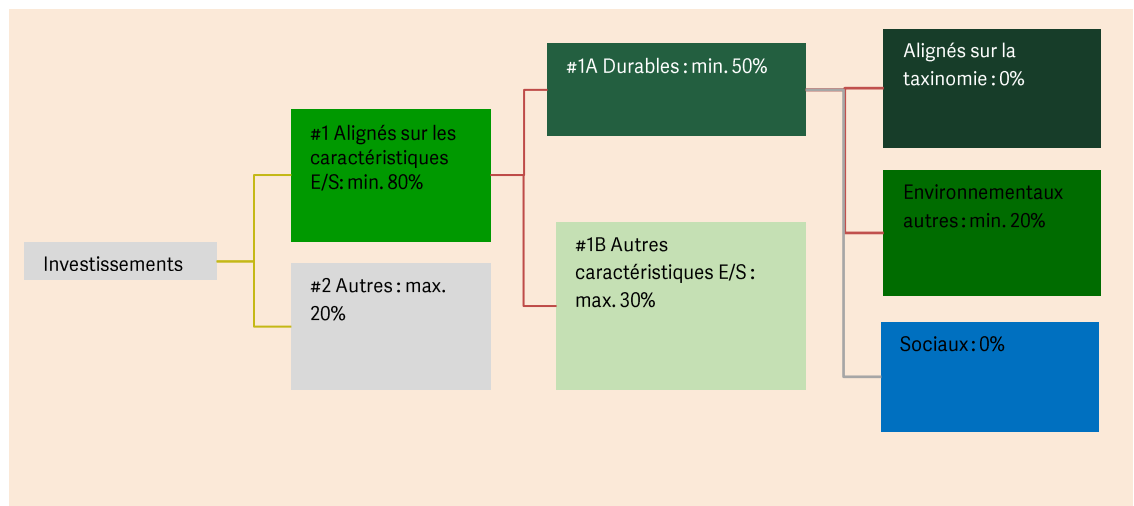 Investissements
#1 Alignés sur les
caractéristiques
E/S: min. 80%
#2 Autres : max.
20%
#1A Durables : min. 50%
#1B Autres
caractéristiques E/S :
max. 30%
Alignés sur la
taxinomie : 0%
Environnementaux
autres : min. 20%
Sociaux : 0%